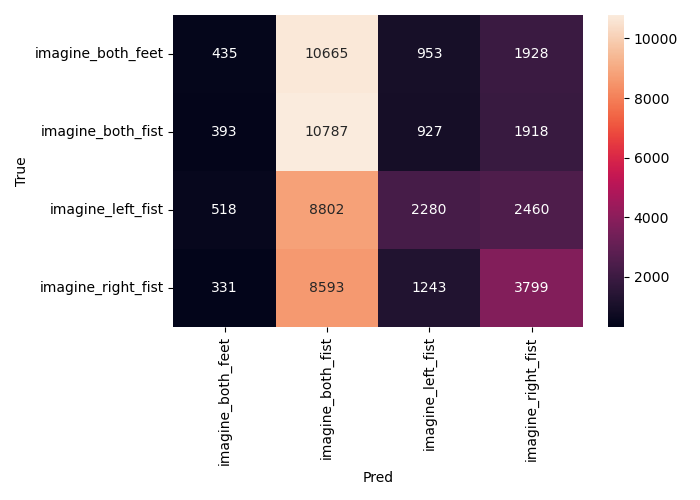 imagine_both_feet 435 10665 953 1928
imagine_both_fist 393 10787 927 1918
imagine_left_fist 518 8802 2280 2460
imagine_right_fist 331 8593 1243 3799
True
imagine_both_feet
imagine_both_fist
imagine_left_fist
imagine_right_fist
Pred
10000
8000
6000
4000
2000